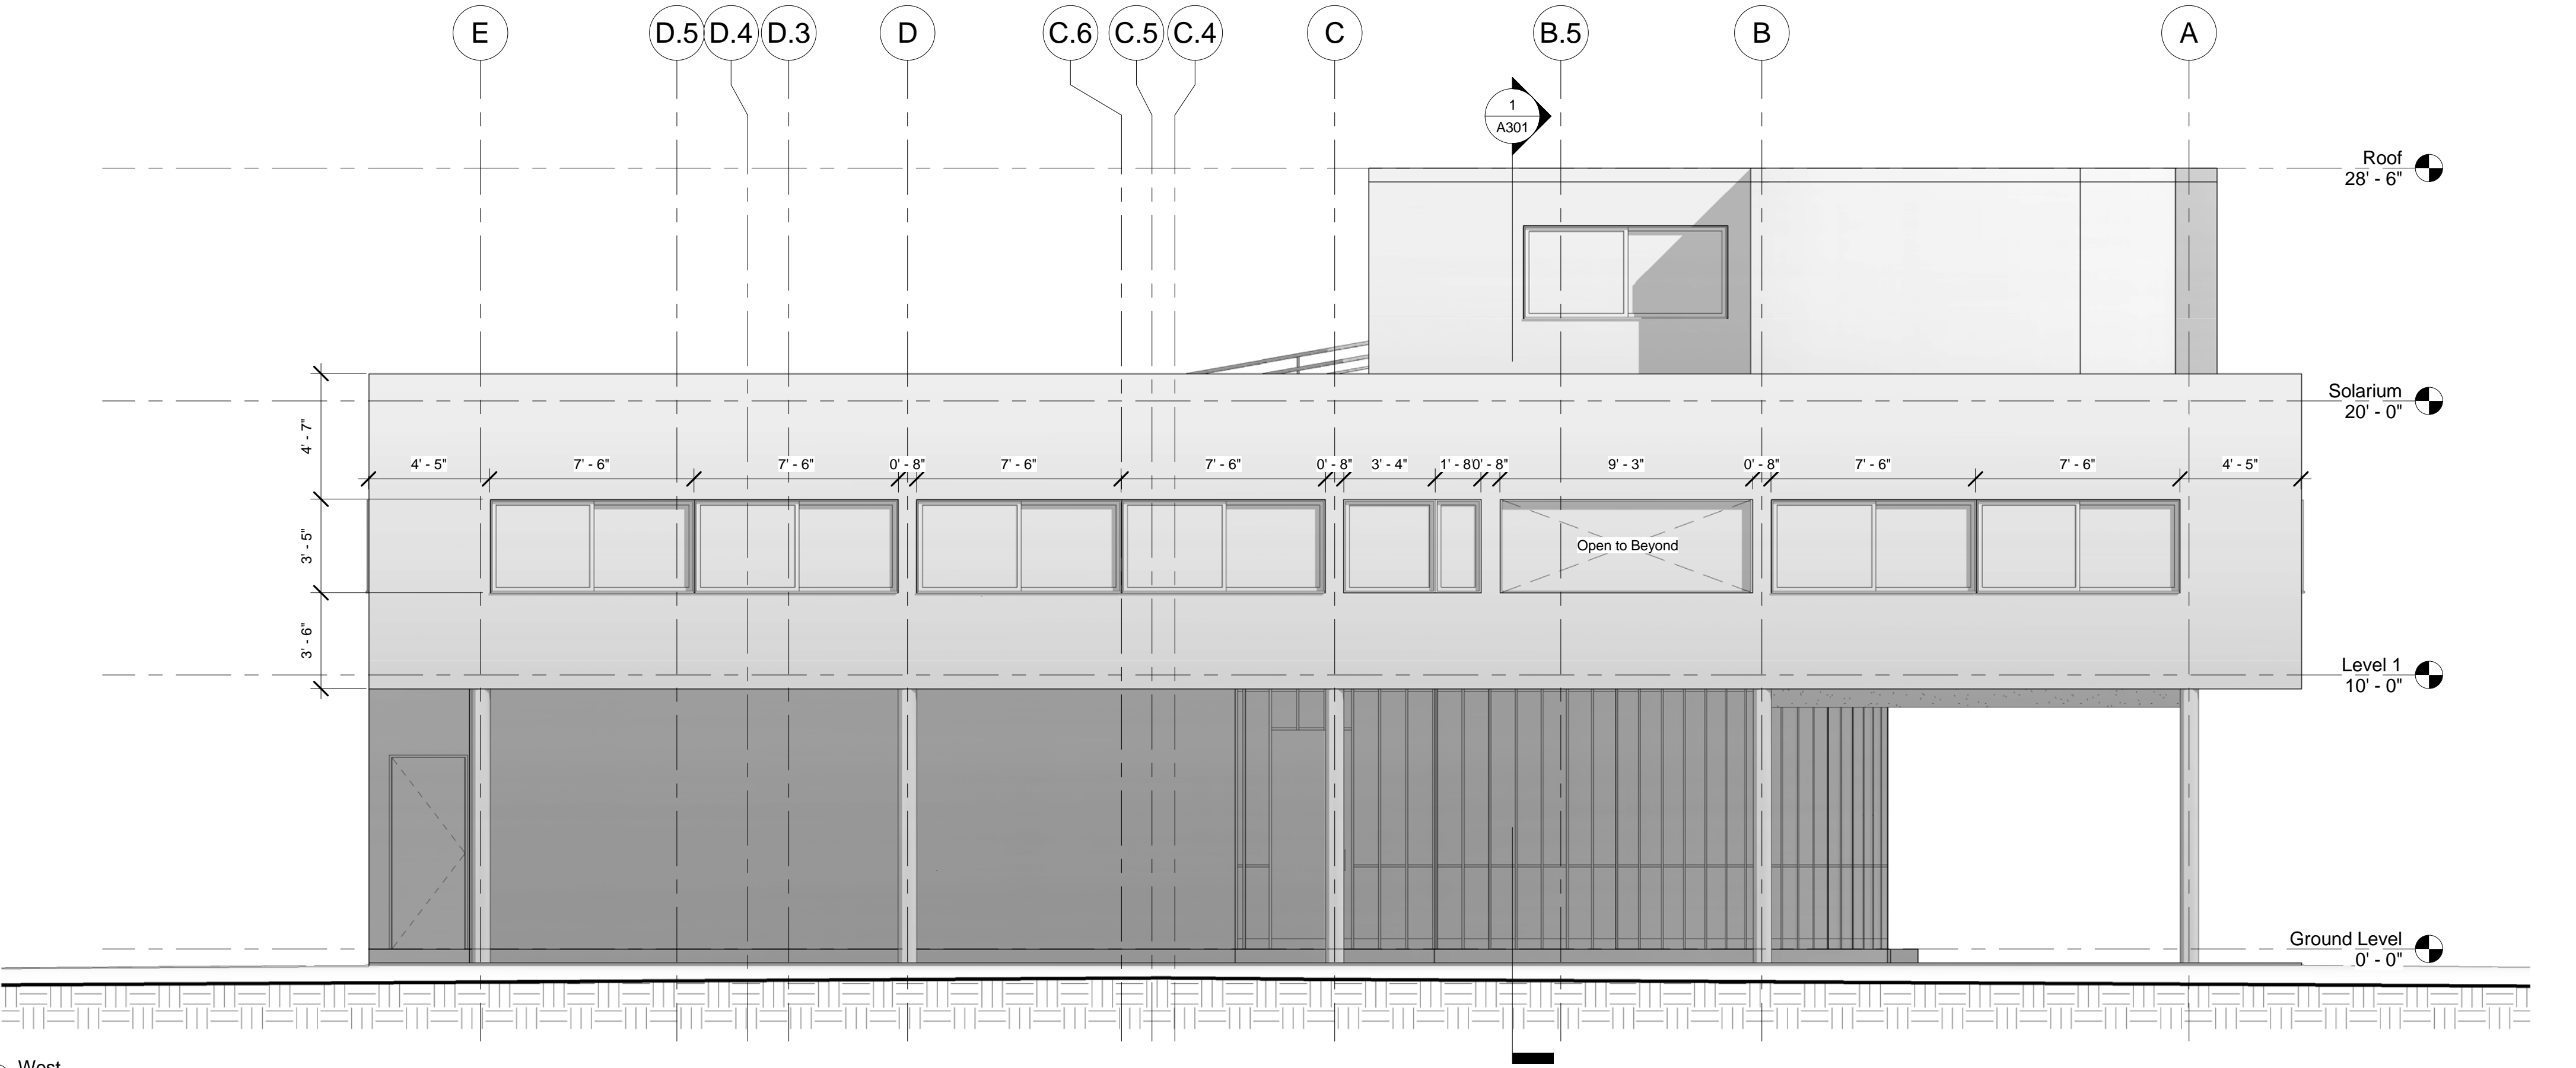 E
D.5
D.4
D.3
D
C.6
C.5
C.4
C
B.5
B
A
1
A301
Roof
28' - 6"
Solarium
20' - 0"
4' - 7"
4' - 5"
7' - 6"
7' - 6"
0' - 8"
7' - 6"
7' - 6"
0' - 8"
3' - 4"
1' - 8"
0' - 8"
9' - 3"
0' - 8"
7' - 6"
7' - 6"
4' - 5"
3' - 5"
Open to Beyond
3' - 6"
Level 1
10' - 0"
Ground Level
0' - 0"
West